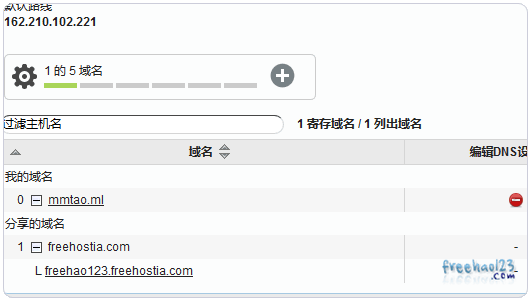 默认路线
162.210.102.221
1 的 5 域名
过滤主机名
1 寄存域名 / 1 列出域名
域名 编辑DNS设
我的域名
0 mmtao.ml
分享的域名
1 freehostia.com -
L freehao123.freehostia.com -
freehao123
.com